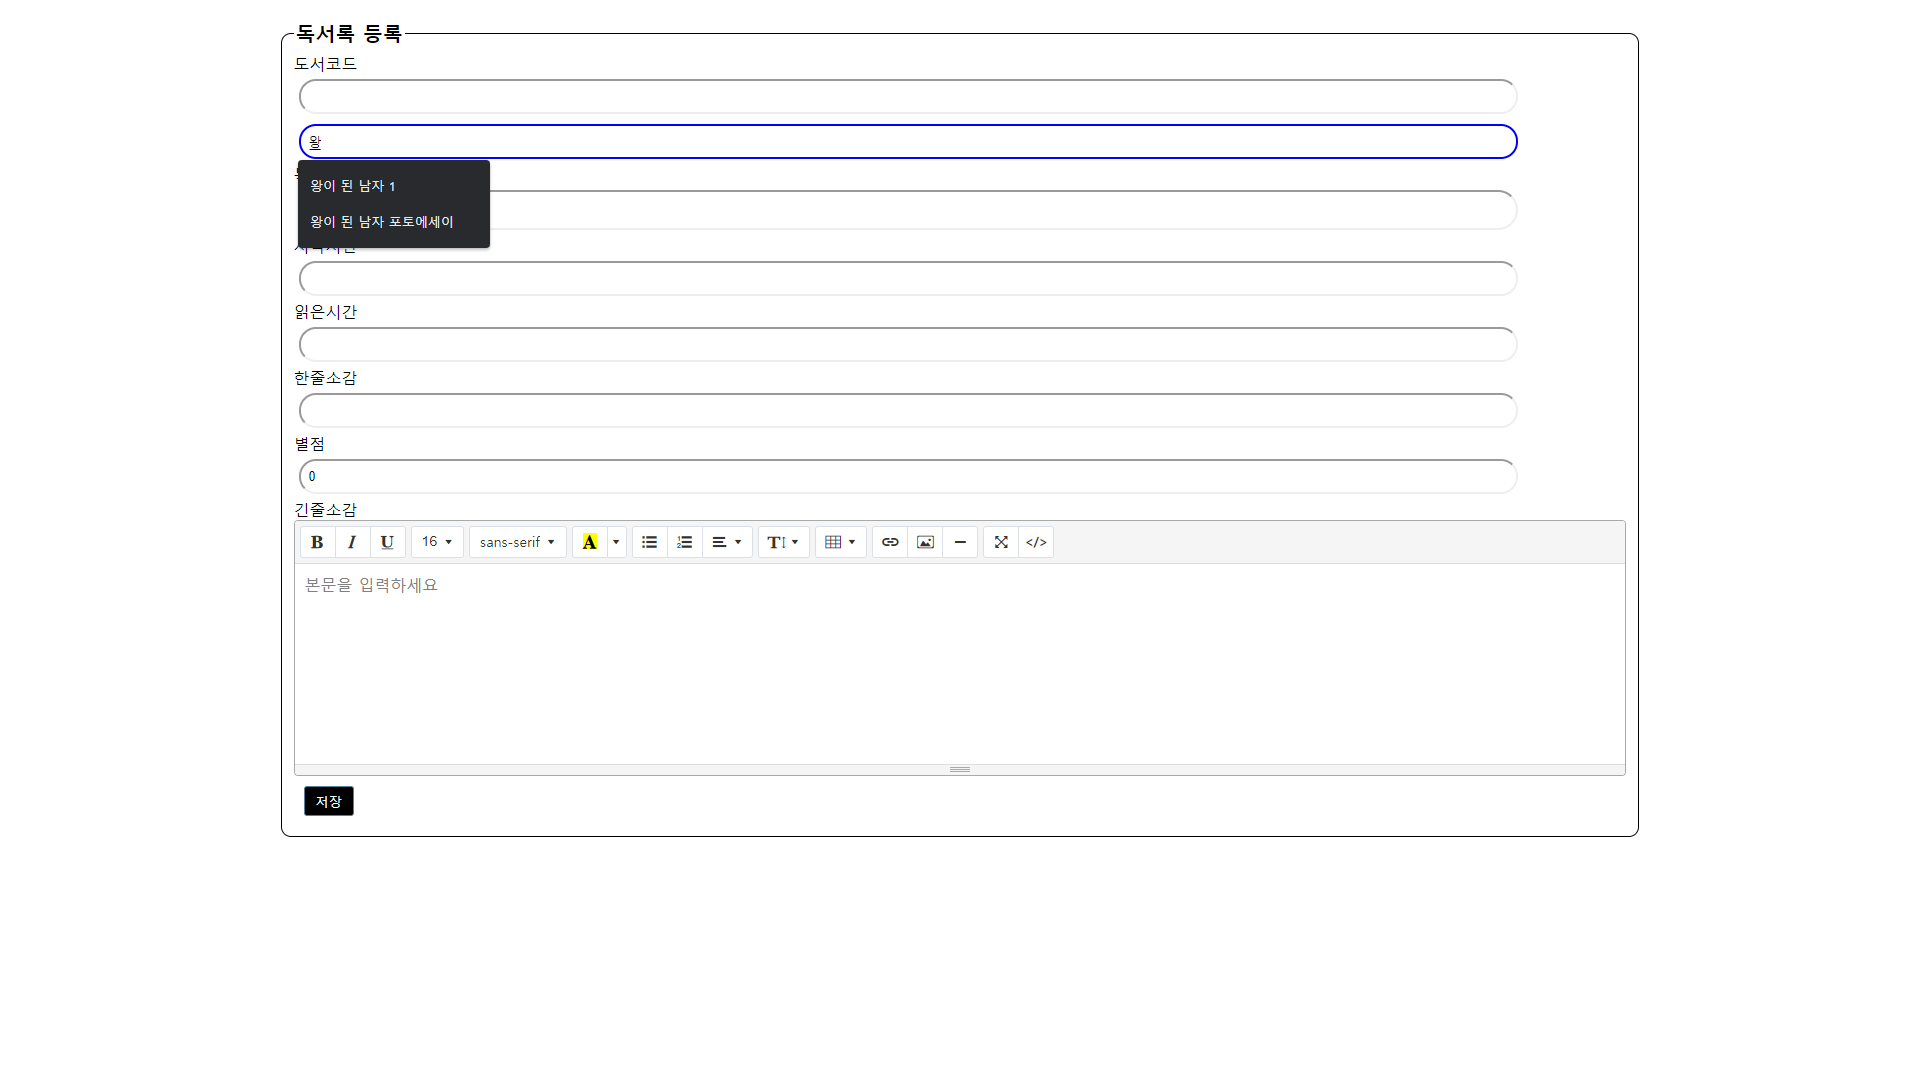 독서록 등록
도서코드
왕
왕이 된 남자 1
왕이 된 남자 포토에세이
읽은시간
한줄소감
별점
0
긴줄소감
B I U 16 sans-serif A T </>
본문을 입력하세요
저장